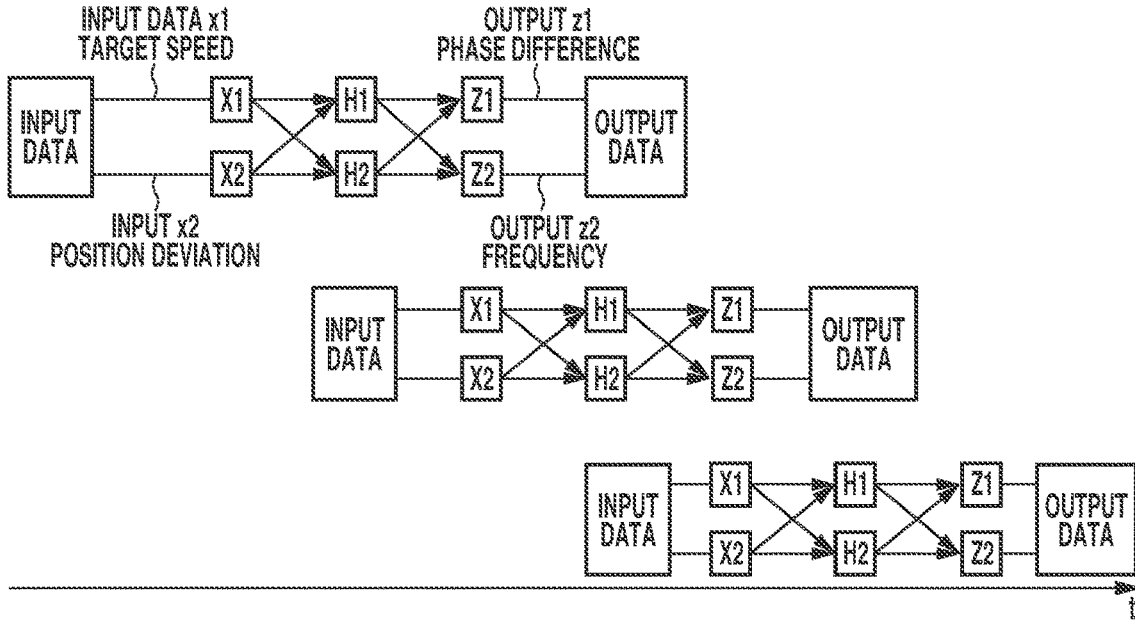 INPUT DATA x1
TARGET SPEED
OUTPUT z1
PHASE DIFFERENCE
INPUT
DATA
X1
H1
Z1
X2
H2
Z2
OUTPUT
DATA
INPUT x2
POSITION DEVIATION
OUTPUT z2
FREQUENCY
INPUT
DATA
X1
H1
Z1
X2
H2
Z2
OUTPUT
DATA
INPUT
DATA
X1
H1
Z1
X2
H2
Z2
OUTPUT
DATA
t